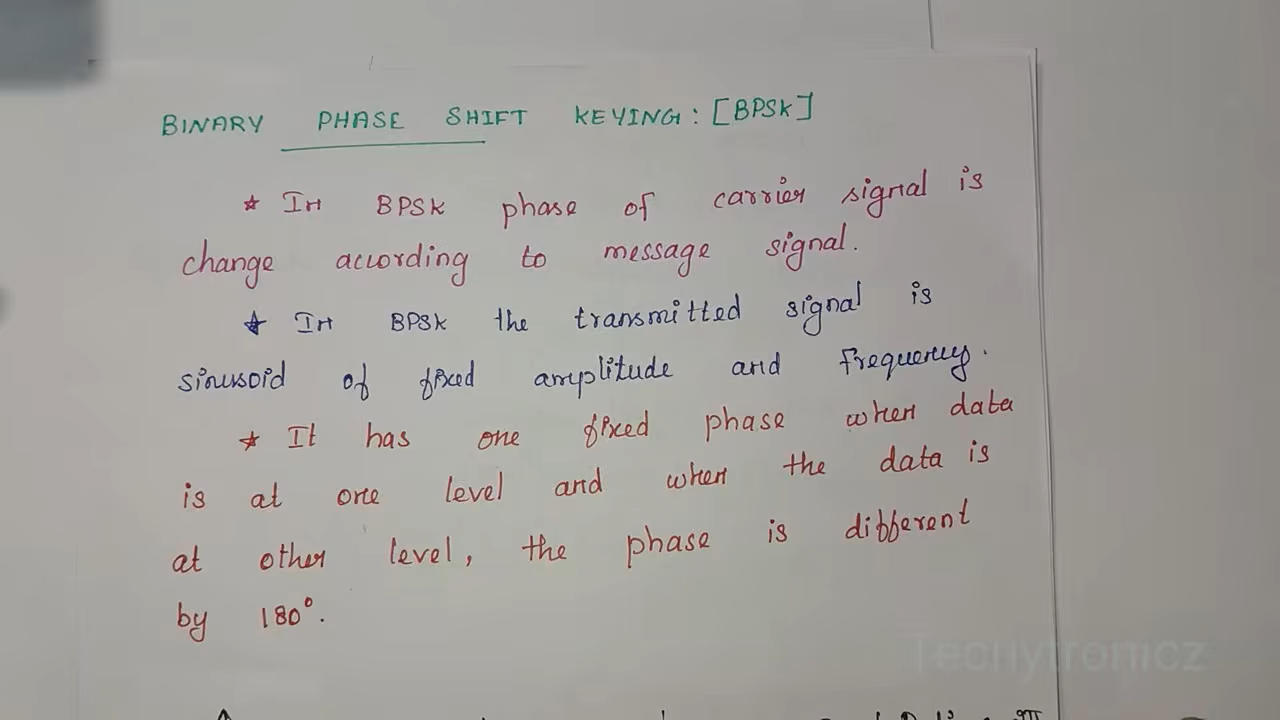 BINARY PHASE SHIFT KEYING: [BPSK]
* In BPSK phase of carrier signal is
change according to message signal.
* In BPSK the transmitted signal is
sinusoid of fixed amplitude and frequency.
* It has one fixed phase when data
is at one level and when the data is
at other level, the phase is different
by 180°.
Techytronicz